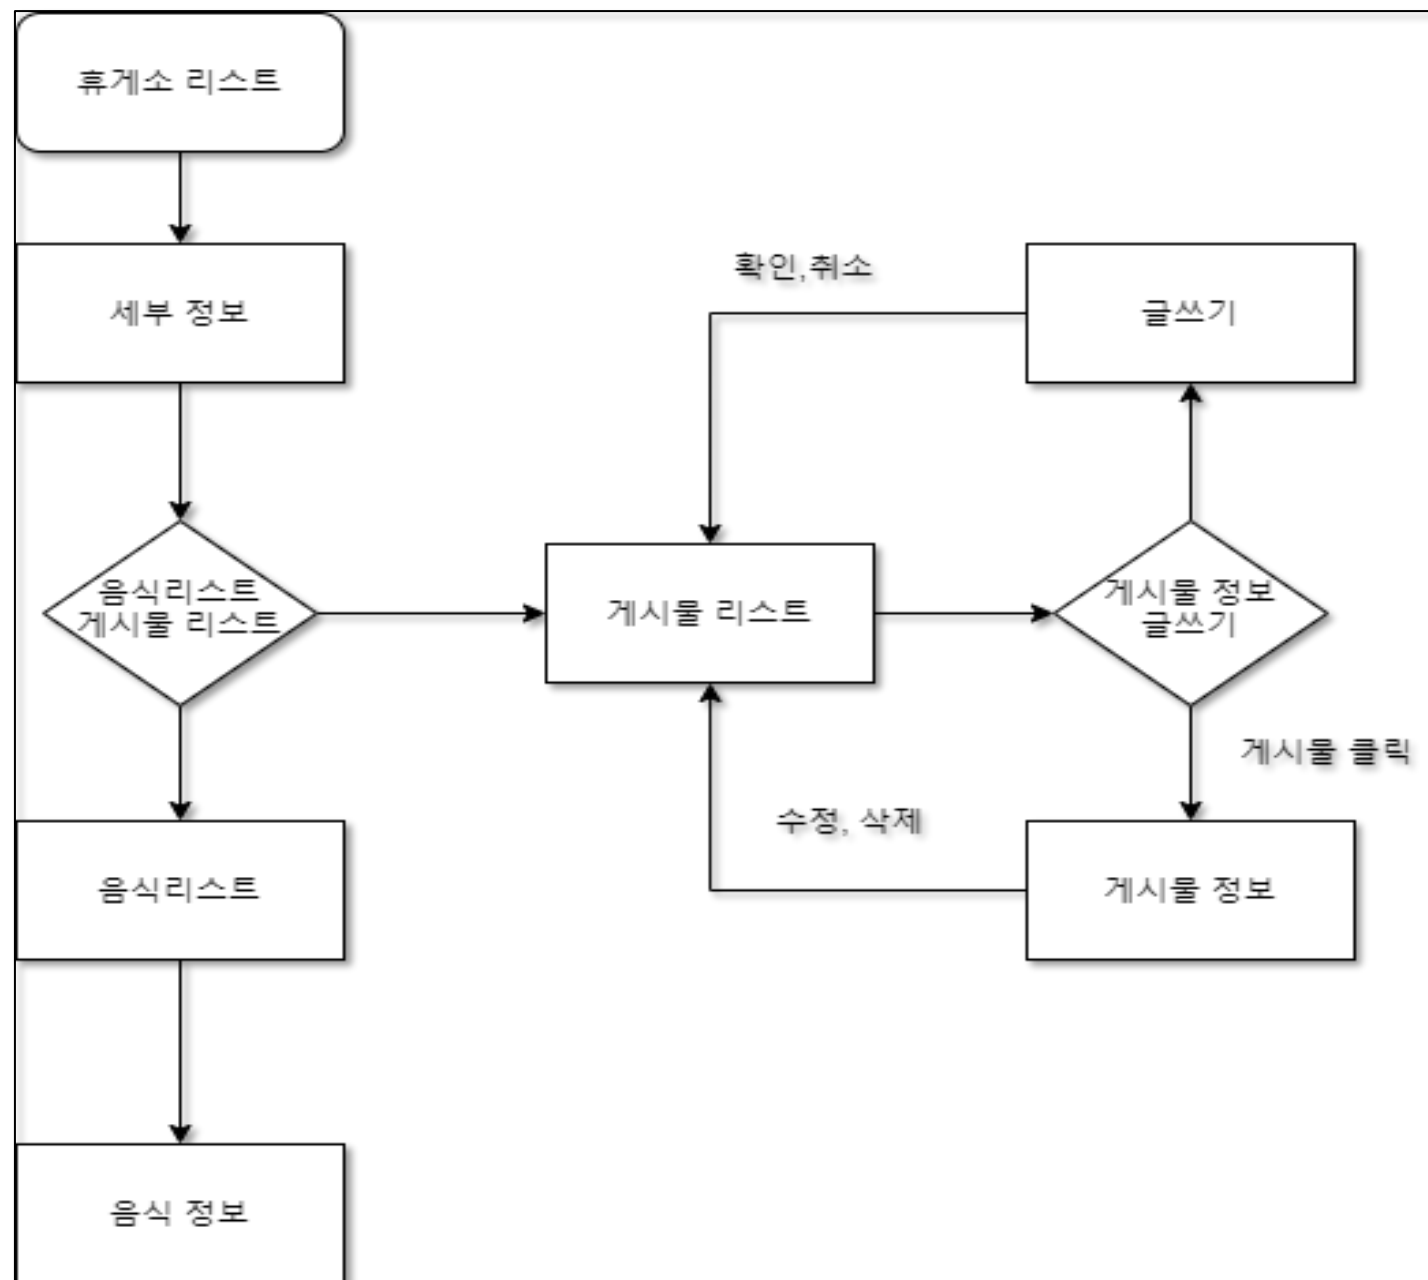 휴게소 리스트
세부 정보
확인,취소
글쓰기
음식리스트
게시물 리스트
게시물 리스트
게시물 정보
글쓰기
게시물 클릭
수정, 삭제
음식리스트
게시물 정보
음식 정보